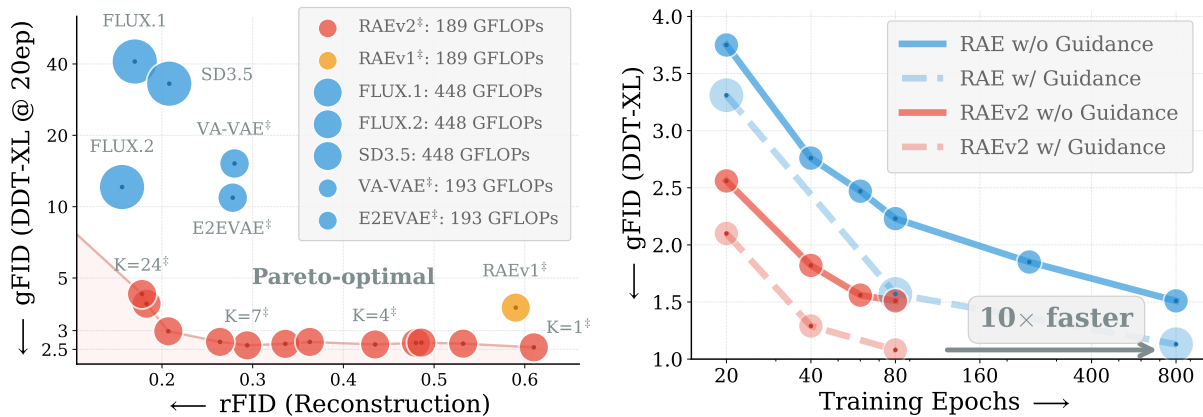 FLUX.1
SD3.5
VA-VAE‡
FLUX.2
E2EVAE‡
K=24‡
Pareto-optimal
RAEv1‡
K=7‡
K=4‡
K=1‡
RAEv2‡: 189 GFLOPs
RAEv1‡: 189 GFLOPs
FLUX.1: 448 GFLOPs
FLUX.2: 448 GFLOPs
SD3.5: 448 GFLOPs
VA-VAE‡: 193 GFLOPs
E2EVAE‡: 193 GFLOPs
40
20
10
5
3
2.5
0.2 0.3 0.4 0.5 0.6
⟵ gFID (DDT-XL @ 20ep)
⟵ rFID (Reconstruction)
RAE w/o Guidance
RAE w/ Guidance
RAEv2 w/o Guidance
RAEv2 w/ Guidance
10× faster
4.0
3.5
3.0
2.5
2.0
1.5
1.0
20 40 80 160 400 800
⟵ gFID (DDT-XL)
Training Epochs ⟶